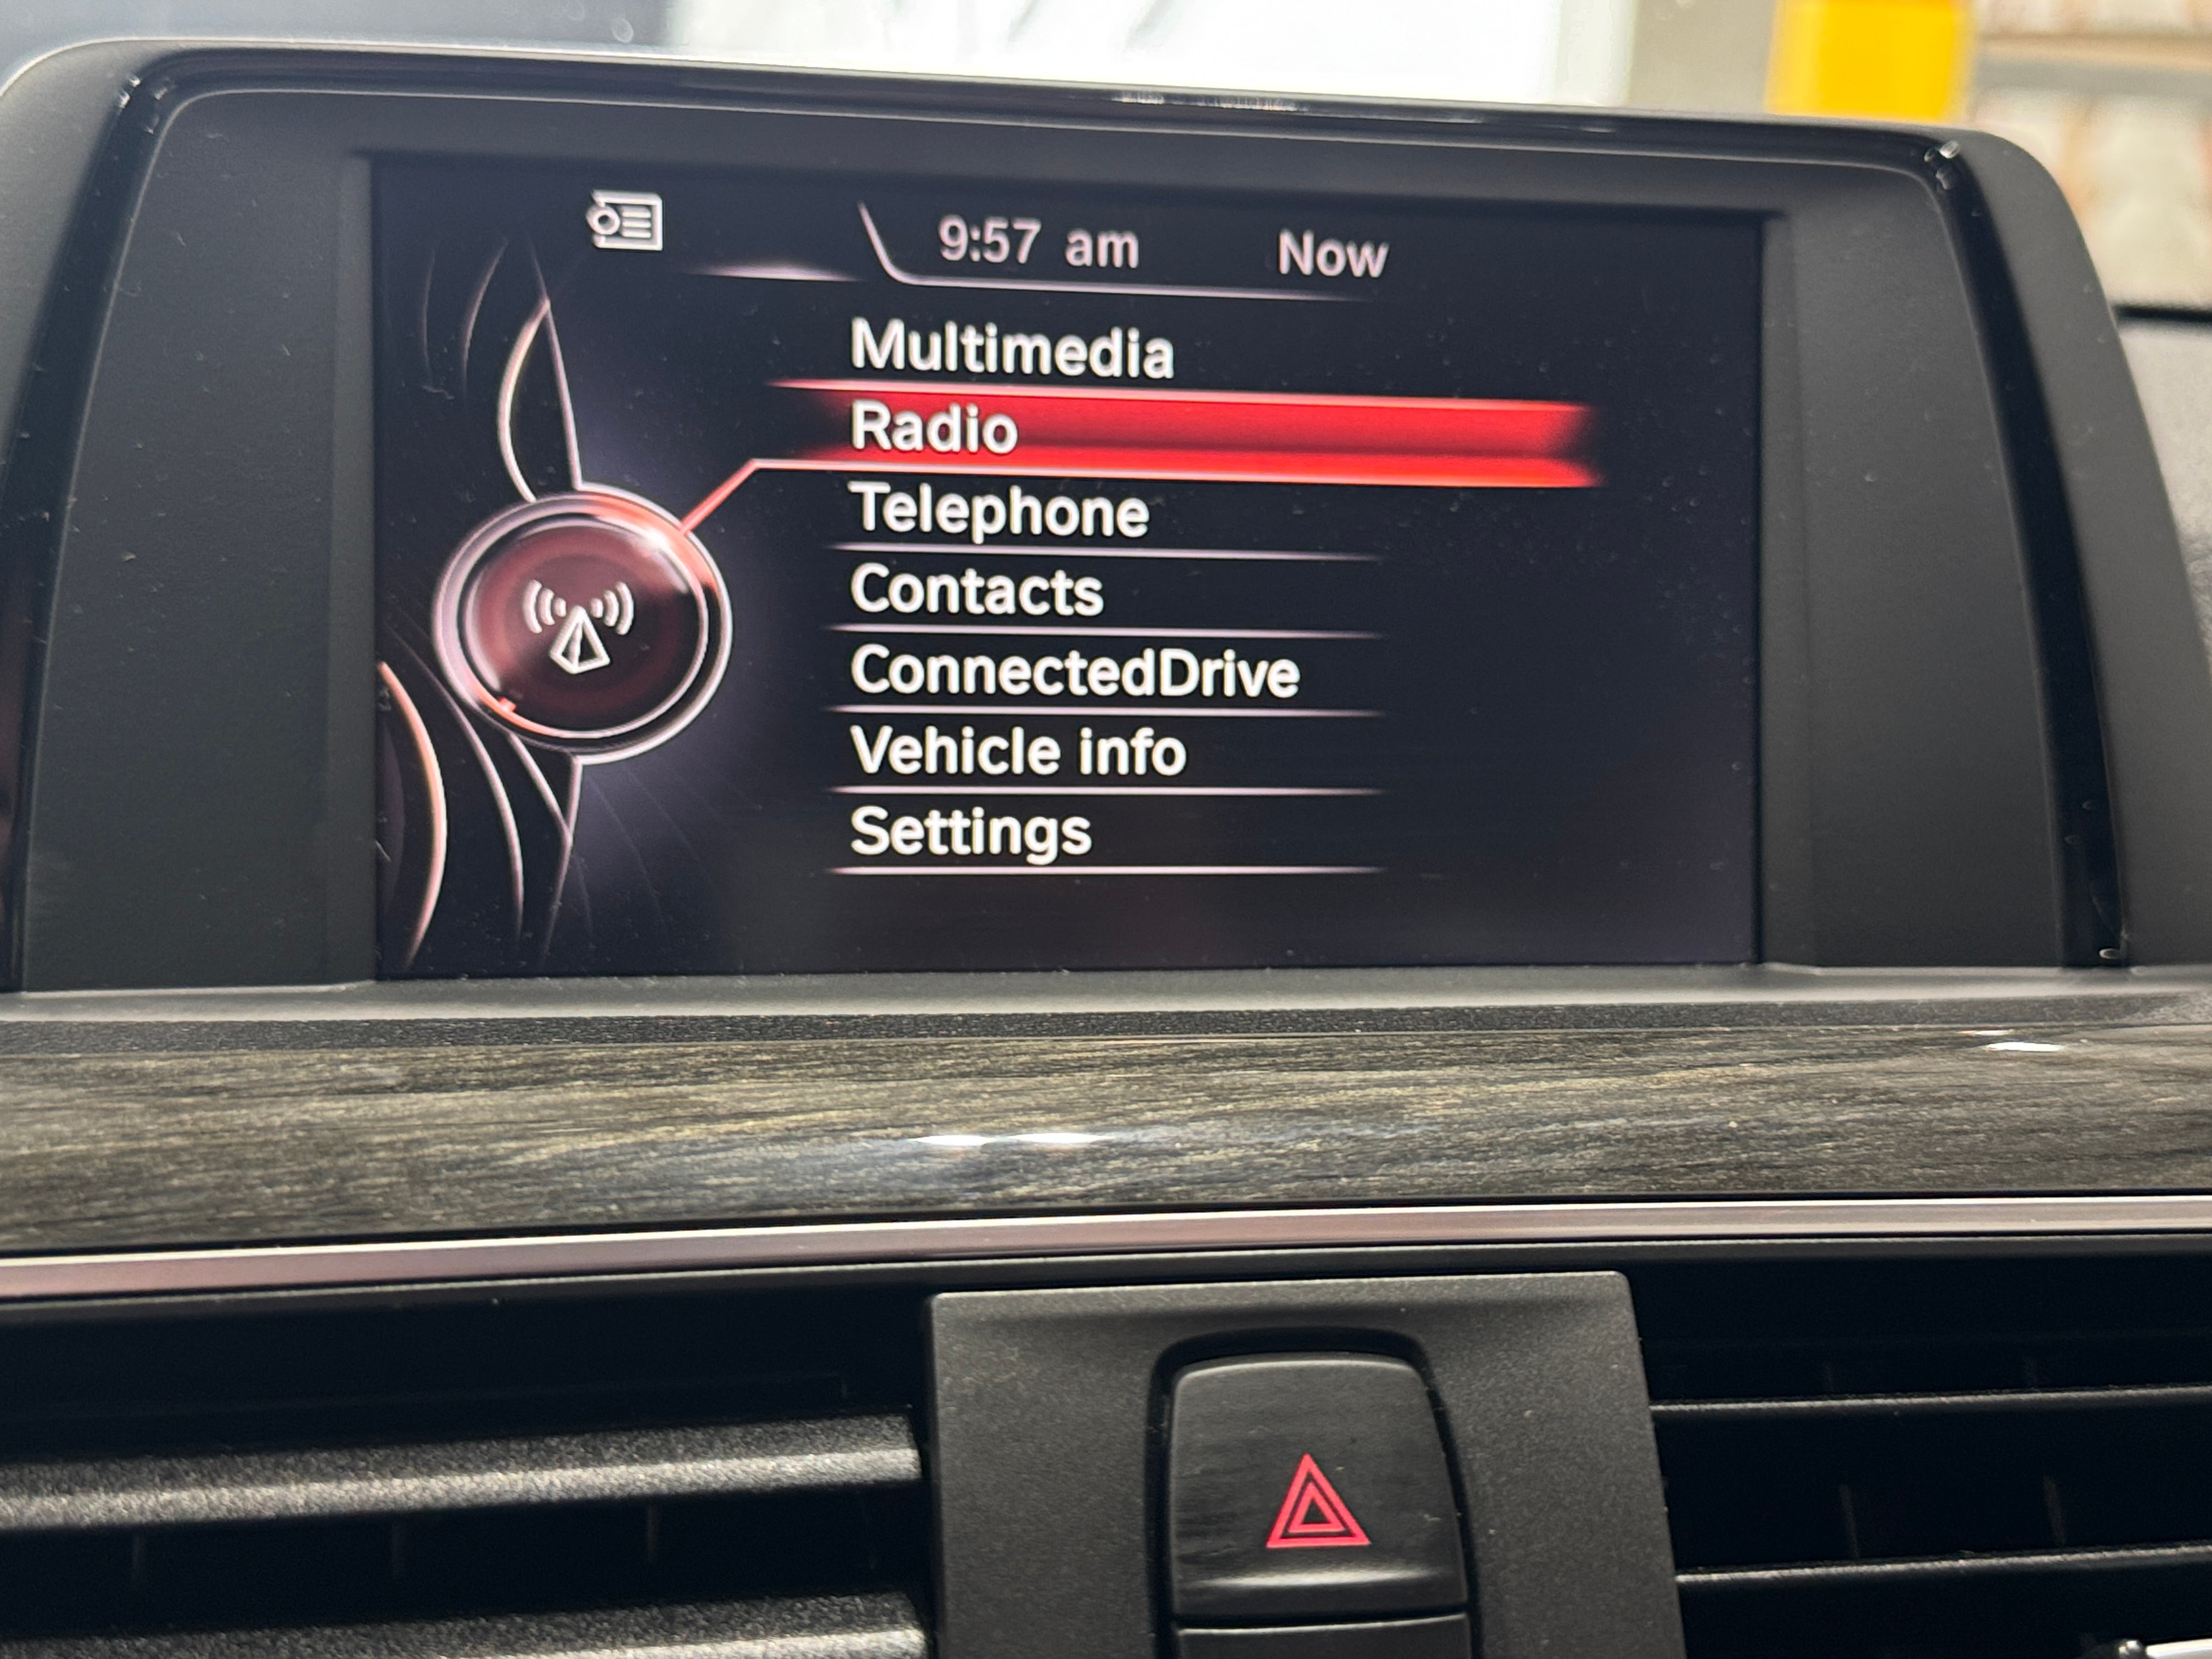 9:57 am Now
Multimedia
Radio
Telephone
Contacts
ConnectedDrive
Vehicle info
Settings